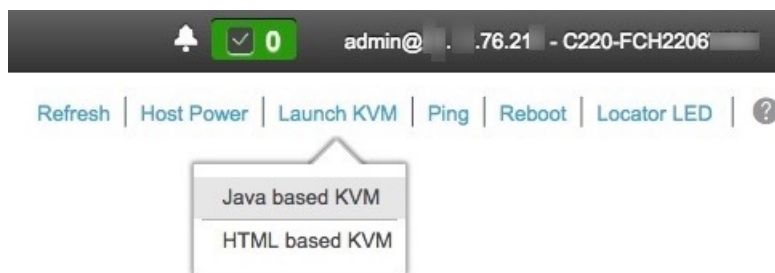 0 admin@ . .76.21 - C220-FCH2206
Refresh | Host Power | Launch KVM | Ping | Reboot | Locator LED | ?
Java based KVM
HTML based KVM